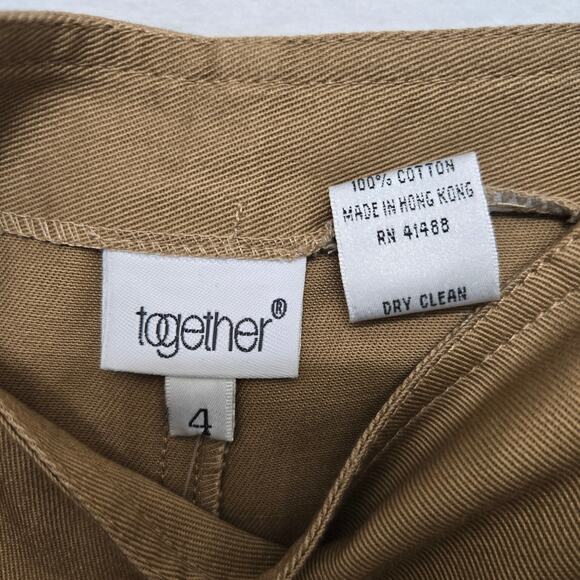 together®
4
100% COTTON
MADE IN HONG KONG
RN 41488
DRY CLEAN